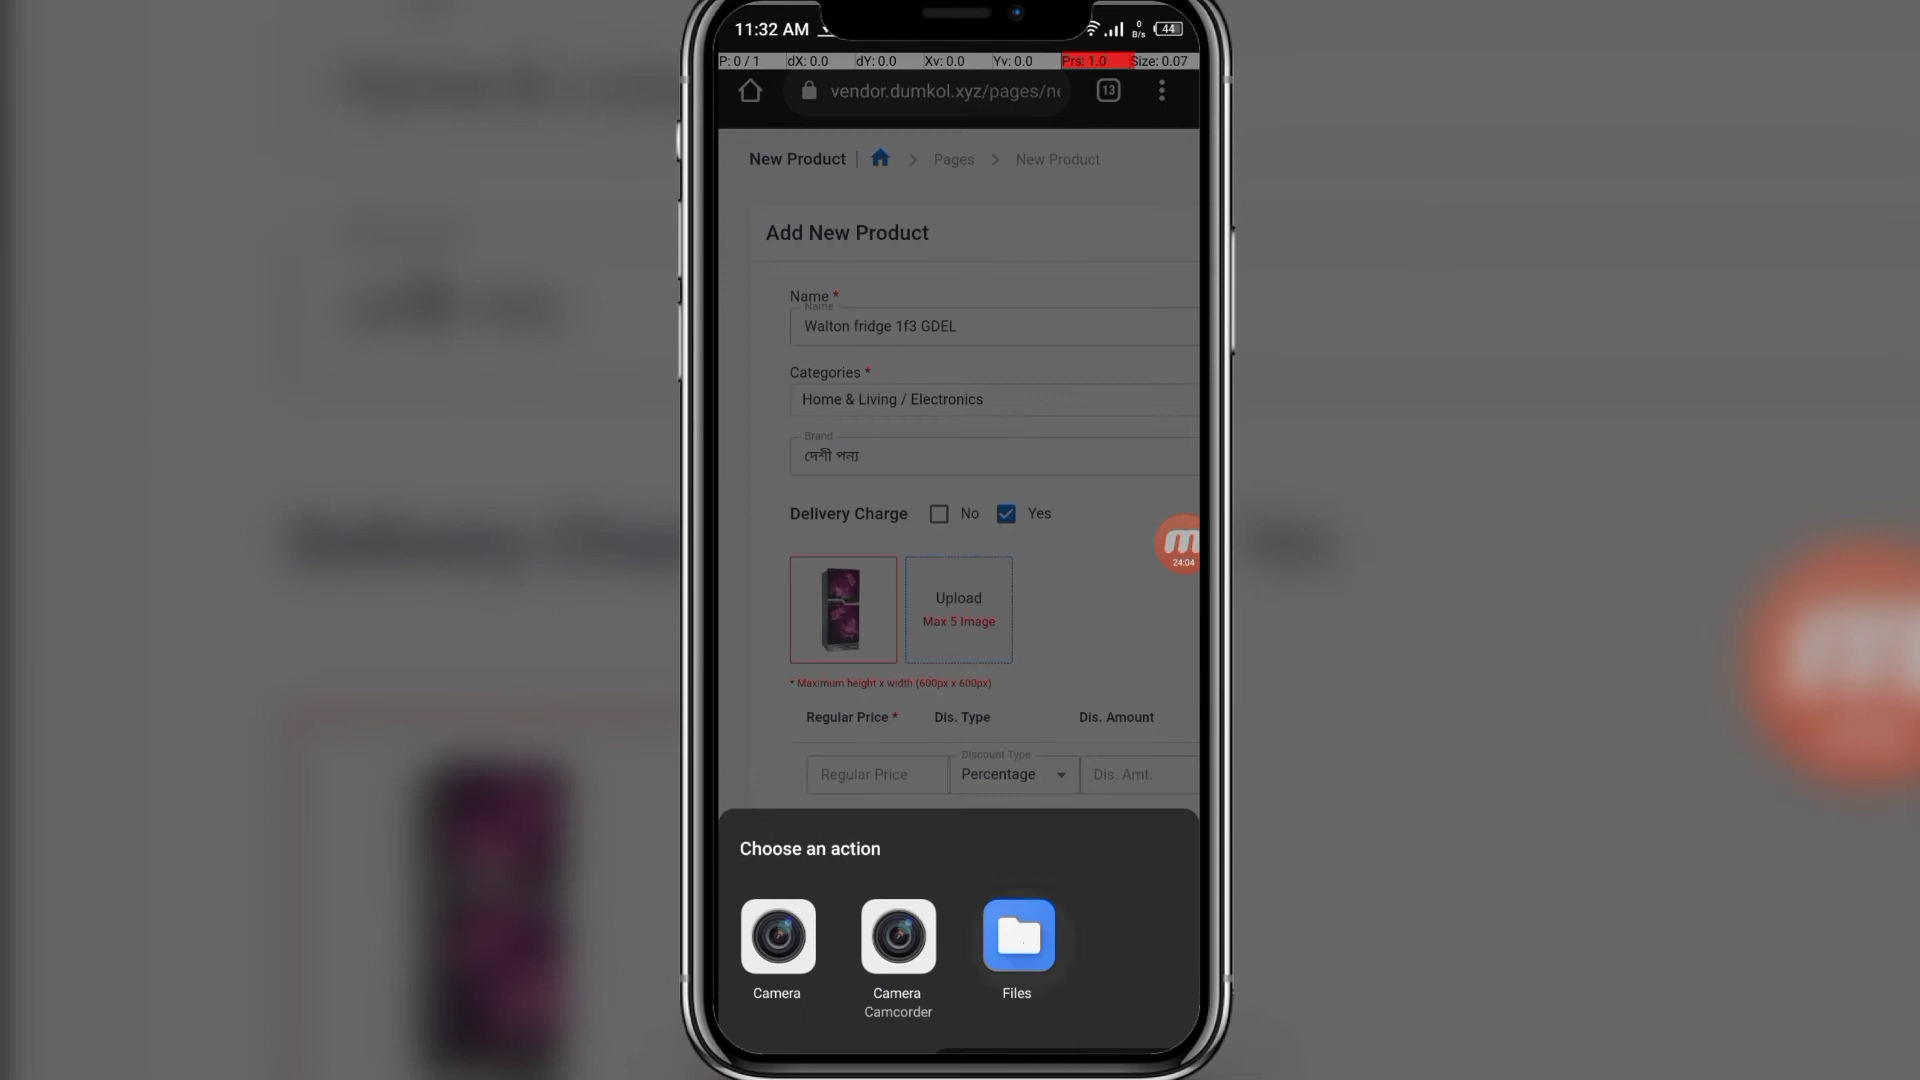 11:32 AM
0 B/s
44
P: 0 / 1 dX: 0.0 dY: 0.0 Xv: 0.0 Yv: 0.0 Prs: 1.0 Size: 0.07
vendor.dumkol.xyz/pages/ne
13
New Product | > Pages > New Product
Add New Product
Name *
Name
Walton fridge 1f3 GDEL
Categories *
Home & Living / Electronics
Brand
দেশী পন্য
Delivery Charge No Yes
24:04
Upload
Max 5 Image
* Maximum height x width (600px x 600px)
Regular Price * Dis. Type Dis. Amount
Discount Type
Regular Price Percentage Dis. Amt.
Choose an action
Camera Camera Files
Camcorder